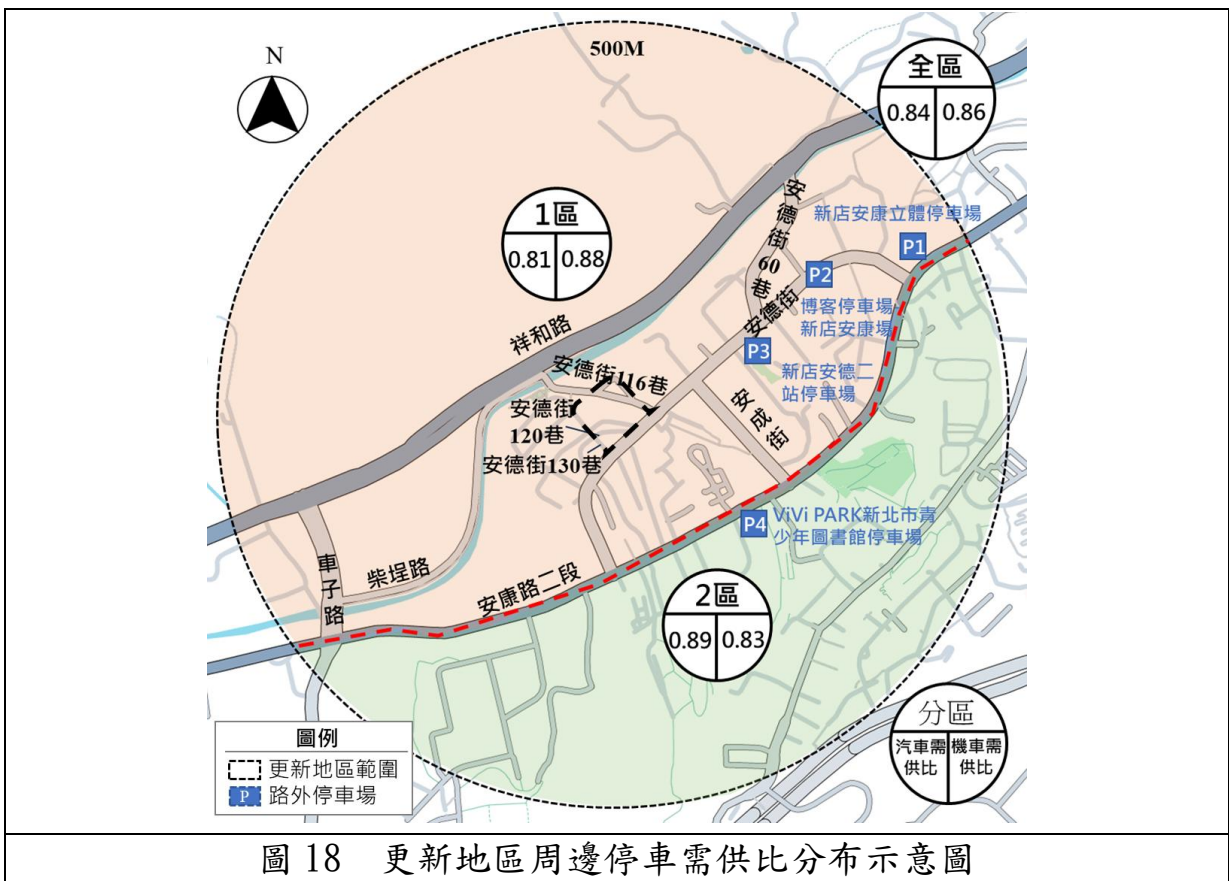 500M
N
全區
0.84 0.86
1區
0.81 0.88
安德街60巷
新店安康立體停車場
P1
P2
安德街
博客停車場
新店安康場
祥和路
P3
新店安德二
站停車場
安德街116巷
安德街
120巷
安成街
安德街130巷
P4
ViVi PARK新北市青
少年圖書館停車場
車子路
柴埕路
安康路二段
2區
0.89 0.83
分區
汽車需
供比
機車需
供比
圖例
更新地區範圍
P 路外停車場
圖 18 更新地區周邊停車需供比分布示意圖